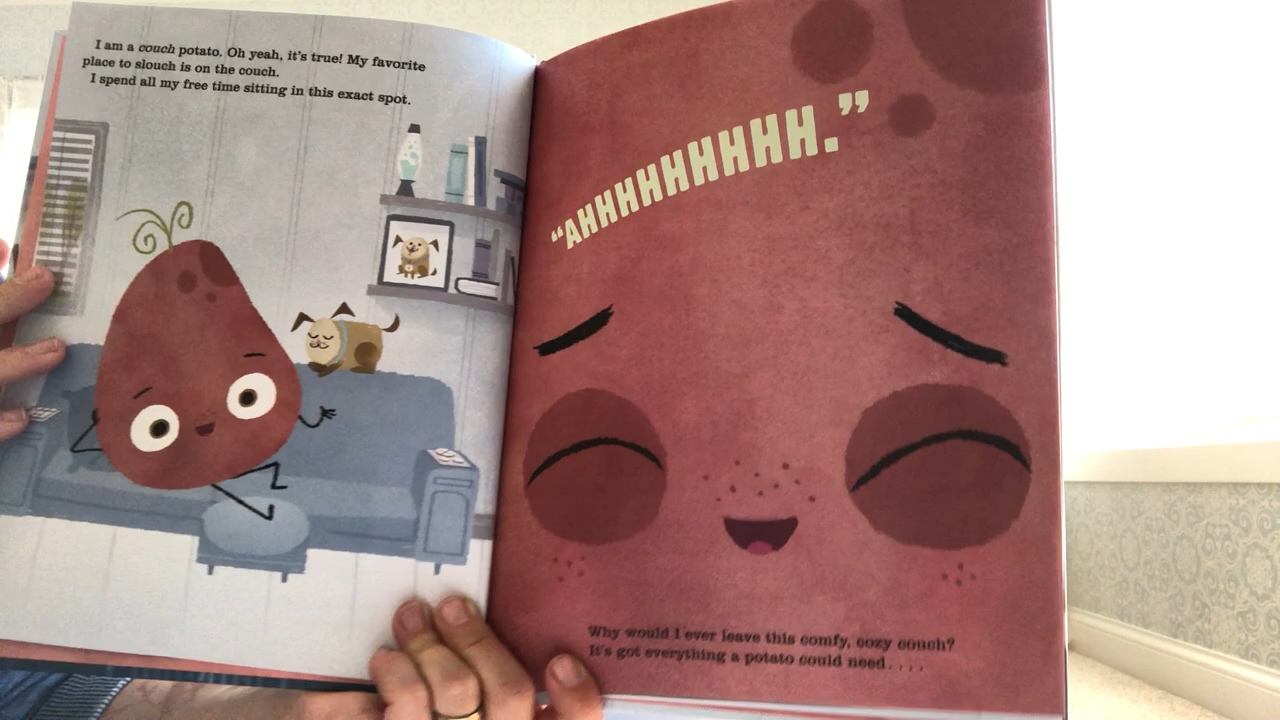 I am a couch potato. Oh yeah, it's true! My favorite
place to slouch is on the couch.
I spend all my free time sitting in this exact spot.
“AHHHHHHHHH.”
Why would I ever leave this comfy, cozy couch?
It's got everything a potato could need. . . .